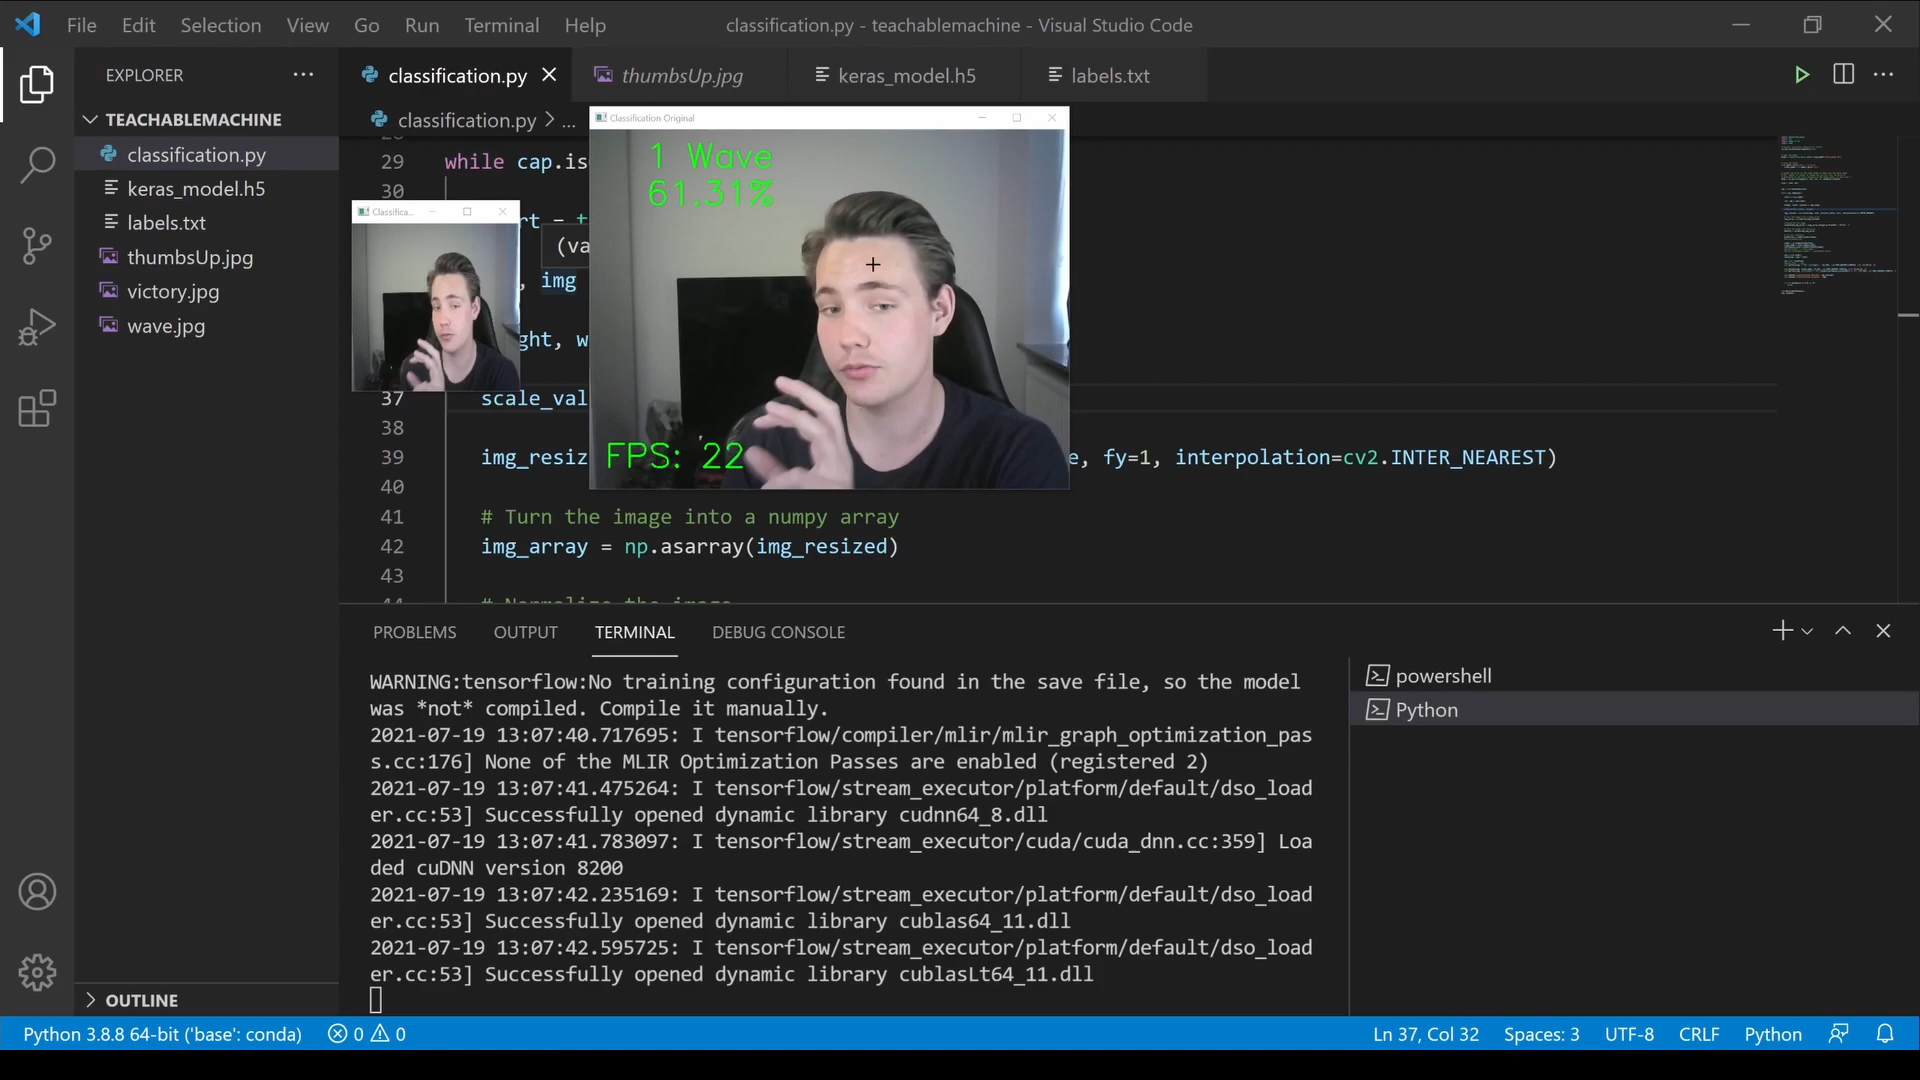 File Edit Selection View Go Run Terminal Help
classification.py - teachablemachine - Visual Studio Code
EXPLORER
TEACHABLEMACHINE
classification.py
keras_model.h5
labels.txt
thumbsUp.jpg
victory.jpg
wave.jpg
OUTLINE
classification.py thumbsUp.jpg keras_model.h5 labels.txt
classification.py > ...
Classification Original
1 Wave
61.31%
FPS: 22
Classifica...
29 while cap.is
30
rt = t
(va
, img
ght, w
37 scale_val
38
39 img_resiz e, fy=1, interpolation=cv2.INTER_NEAREST)
40
41 # Turn the image into a numpy array
42 img_array = np.asarray(img_resized)
43
44 # Normalize the image
PROBLEMS OUTPUT TERMINAL DEBUG CONSOLE
WARNING:tensorflow:No training configuration found in the save file, so the model
was *not* compiled. Compile it manually.
2021-07-19 13:07:40.717695: I tensorflow/compiler/mlir/mlir_graph_optimization_pas
s.cc:176] None of the MLIR Optimization Passes are enabled (registered 2)
2021-07-19 13:07:41.475264: I tensorflow/stream_executor/platform/default/dso_load
er.cc:53] Successfully opened dynamic library cudnn64_8.dll
2021-07-19 13:07:41.783097: I tensorflow/stream_executor/cuda/cuda_dnn.cc:359] Loa
ded cuDNN version 8200
2021-07-19 13:07:42.235169: I tensorflow/stream_executor/platform/default/dso_load
er.cc:53] Successfully opened dynamic library cublas64_11.dll
2021-07-19 13:07:42.595725: I tensorflow/stream_executor/platform/default/dso_load
er.cc:53] Successfully opened dynamic library cublasLt64_11.dll
powershell
Python
Python 3.8.8 64-bit ('base': conda) 0 0
Ln 37, Col 32 Spaces: 3 UTF-8 CRLF Python